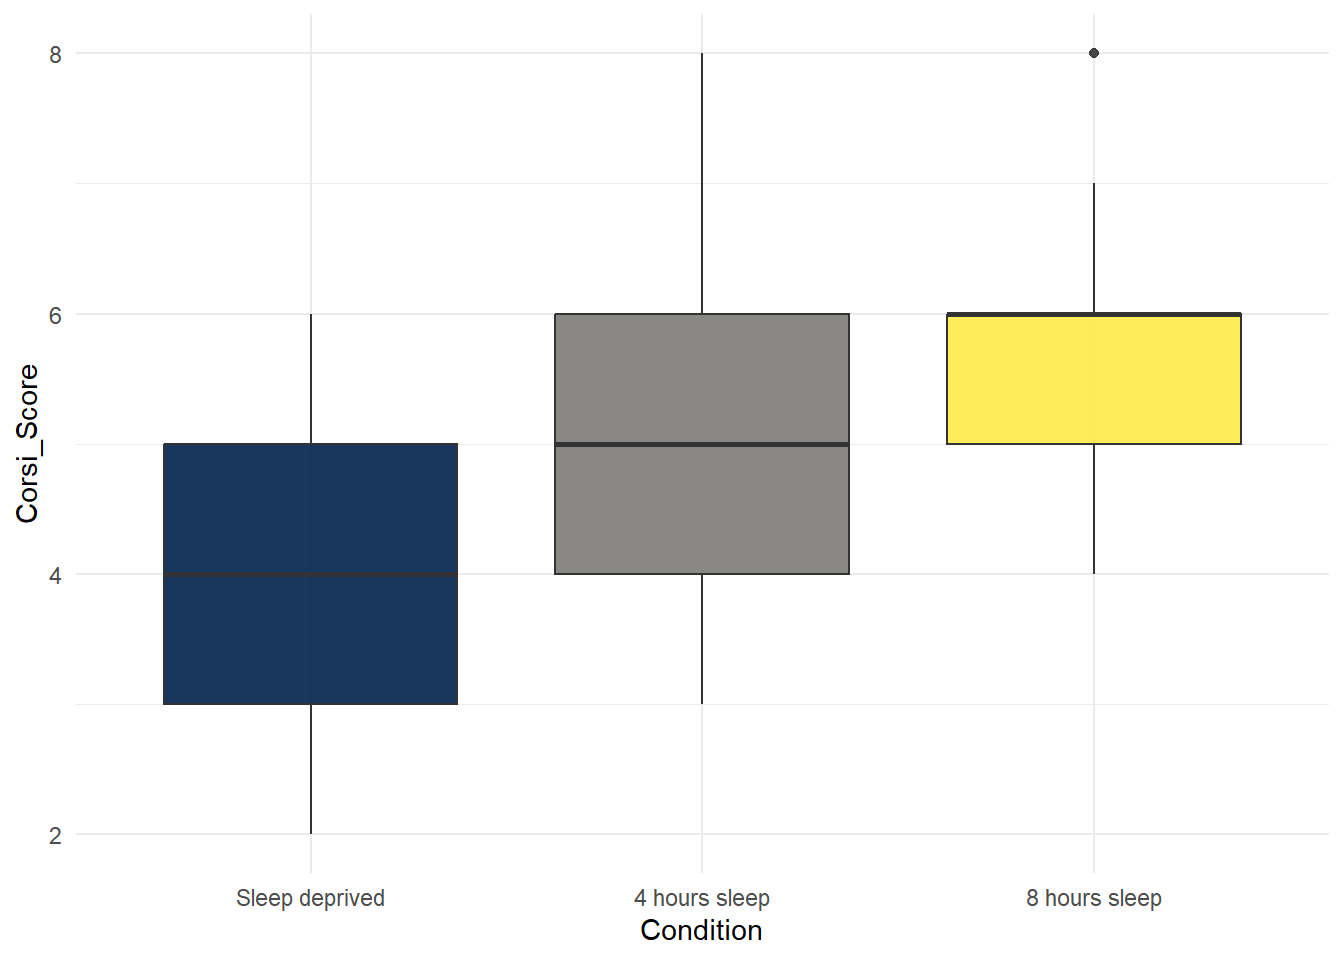 8
6
4
2
Corsi_Score
Sleep deprived
4 hours sleep
8 hours sleep
Condition